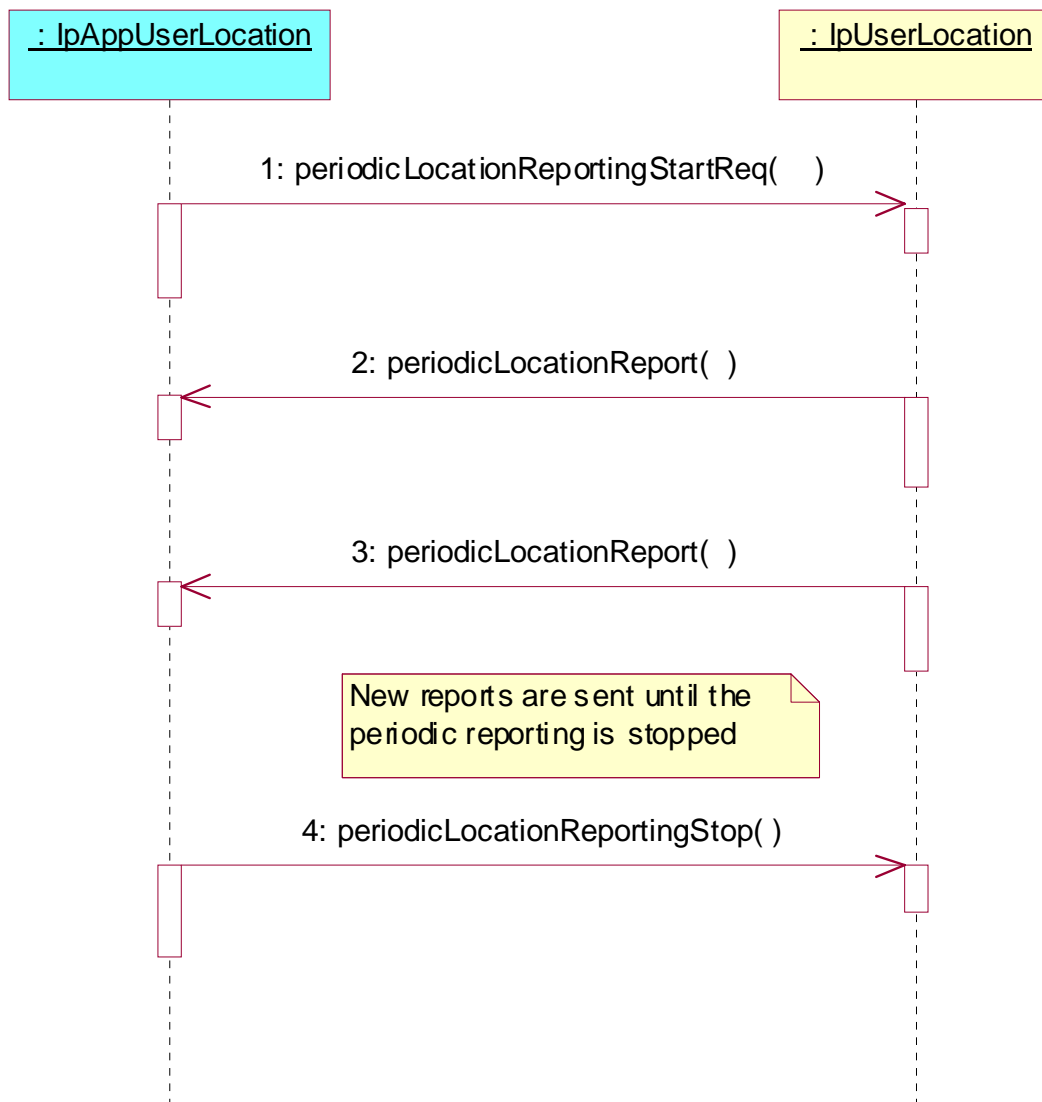 : IpAppUserLocation
: IpUserLocation
1: periodicLocationReportingStartReq( )
2: periodicLocationReport( )
3: periodicLocationReport( )
New reports are sent until the
periodic reporting is stopped
4: periodicLocationReportingStop( )